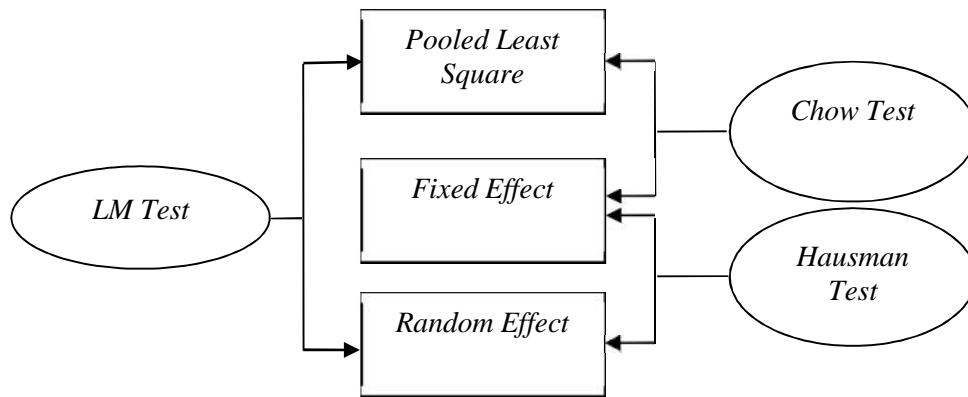 Pooled Least
Square
Chow Test
Fixed Effect
LM Test
Hausman
Test
Random Effect